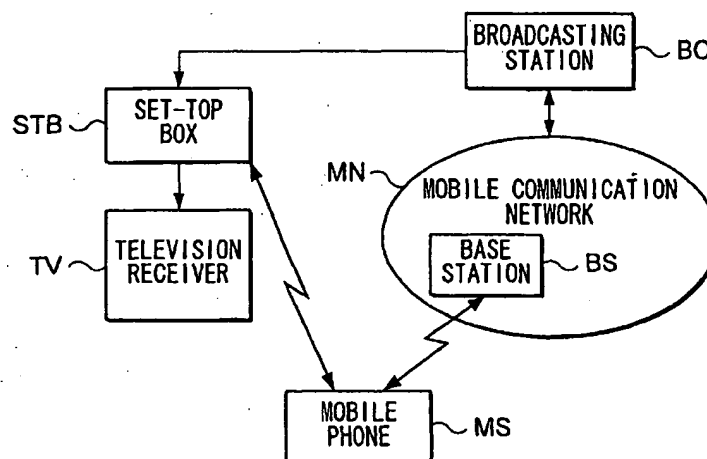 BROADCASTING
STATION
BC
SET-TOP
BOX
STB
MN
MOBILE COMMUNICATION
NETWORK
BASE
STATION
BS
TELEVISION
RECEIVER
TV
MOBILE
PHONE
MS